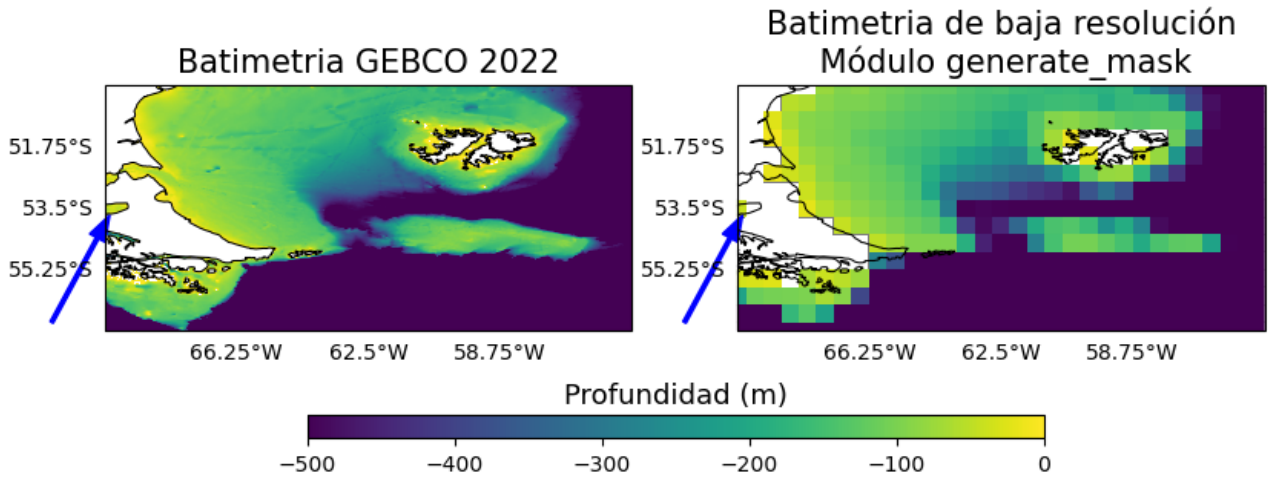 Batimetria GEBCO 2022
51.75°S
53.5°S
55.25°S
66.25°W 62.5°W 58.75°W
Batimetria de baja resolución
Módulo generate_mask
51.75°S
53.5°S
55.25°S
66.25°W 62.5°W 58.75°W
Profundidad (m)
−500 −400 −300 −200 −100 0